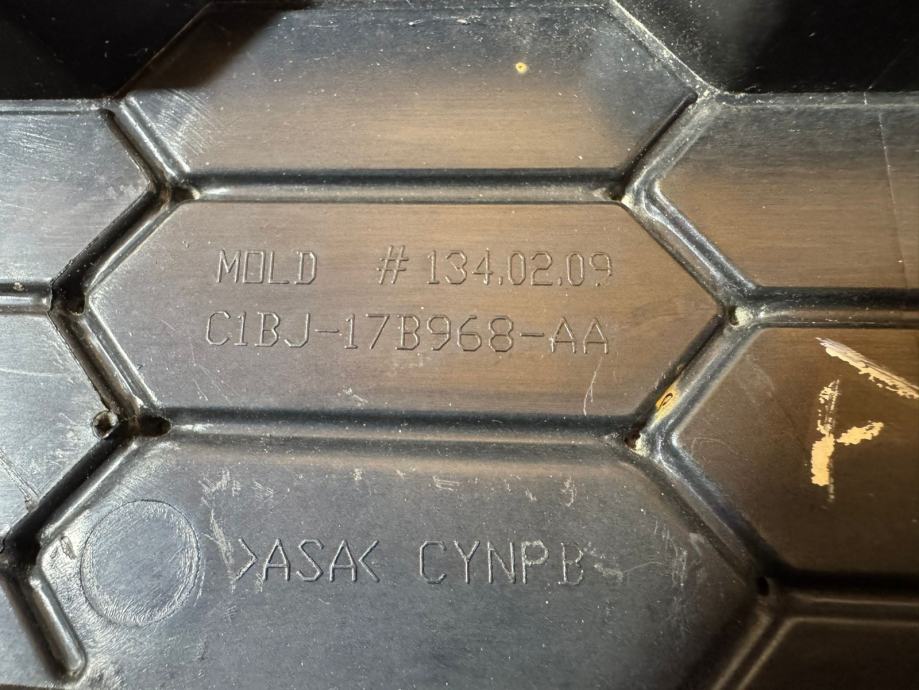 MOLD # 134.02.09
C1BJ-17B968-AA
>ASA< CYNPB